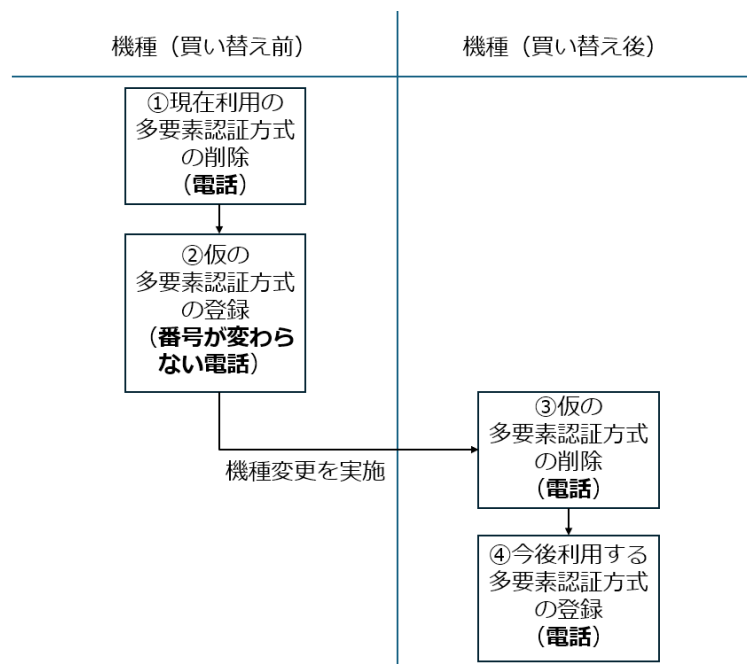 機種（買い替え前）
機種（買い替え後）
①現在利用の
多要素認証方式
の削除
（電話）
②仮の
多要素認証方式
の登録
（番号が変わら
ない電話）
機種変更を実施
③仮の
多要素認証方式
の削除
（電話）
④今後利用する
多要素認証方式
の登録
（電話）